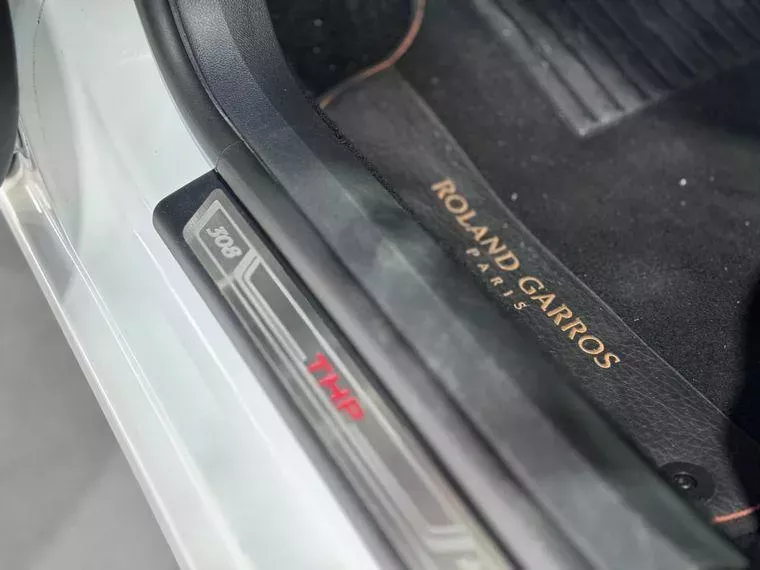 308
THP
ROLAND GARROS
PARIS